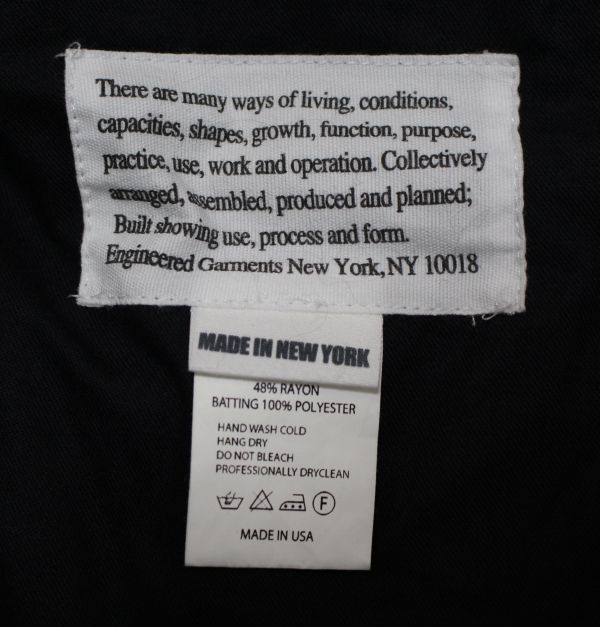 There are many ways of living, conditions,
capacities, shapes, growth, function, purpose,
practice, use, work and operation. Collectively
arranged, assembled, produced and planned;
Built showing use, process and form.
Engineered Garments New York, NY 10018
MADE IN NEW YORK
48% RAYON
BATTING 100% POLYESTER
HAND WASH COLD
HANG DRY
DO NOT BLEACH
PROFESSIONALLY DRYCLEAN
F
MADE IN USA